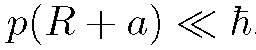 p(R + a) ≪ ħ.